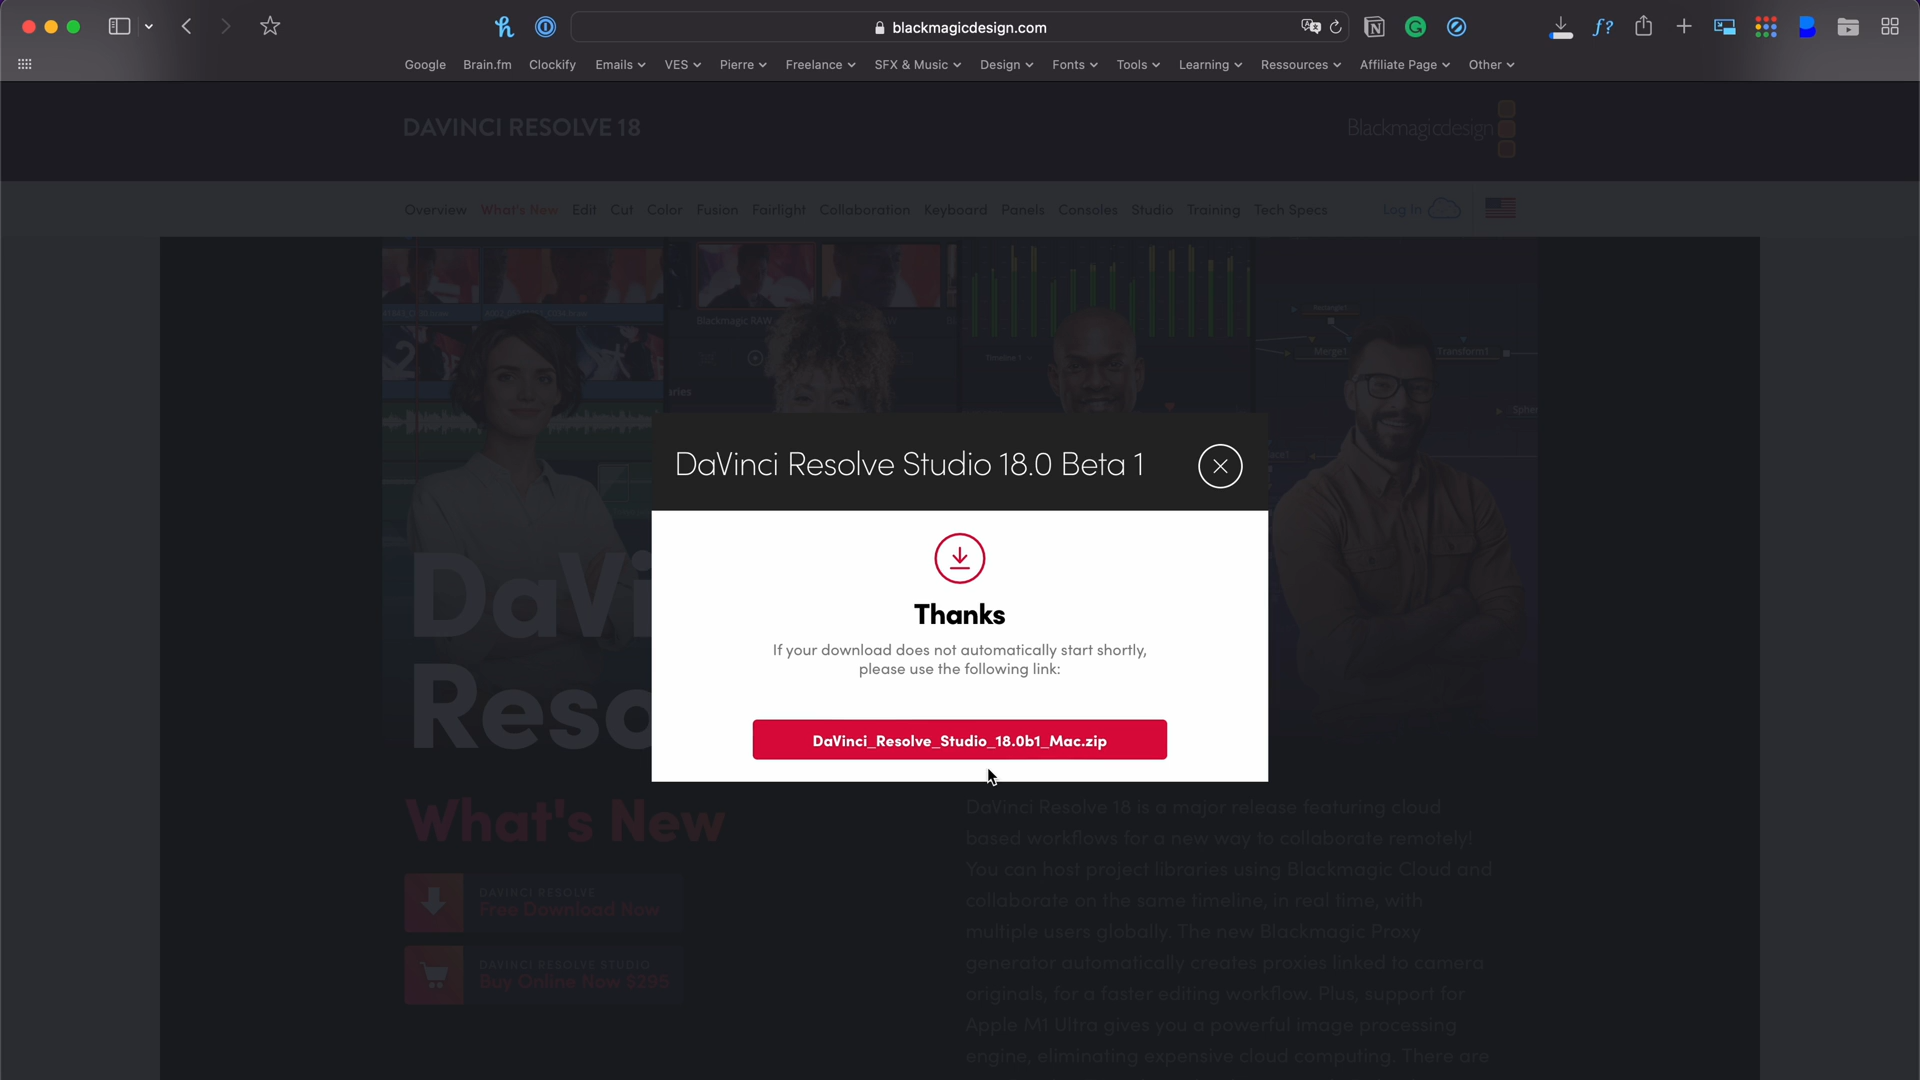 blackmagicdesign.com
Google Brain.fm Clockify Emails VES Pierre Freelance SFX & Music Design Fonts Tools Learning Ressources Affiliate Page Other
DAVINCI RESOLVE 18
Blackmagicdesign
Overview What's New Edit Cut Color Fusion Fairlight Collaboration Keyboard Panels Consoles Studio Training Tech Specs Log in
Blackmagic RAW
Timeline 1
Merge1 Transform1
DaVinci Resolve Studio 18.0 Beta 1
Thanks
If your download does not automatically start shortly,
please use the following link:
DaVinci_Resolve_Studio_18.0b1_Mac.zip
DaVi
Reso
What's New
DAVINCI RESOLVE
Free Download Now
DAVINCI RESOLVE STUDIO
Buy Online Now $295
DaVinci Resolve 18 is a major release featuring cloud
based workflows for a new way to collaborate remotely!
You can host project libraries using Blackmagic Cloud and
collaborate on the same timeline, in real time, with
multiple users globally. The new Blackmagic Proxy
generator automatically creates proxies linked to camera
originals, for a faster editing workflow. Plus, support for
Apple M1 Ultra gives you a powerful image processing
engine, eliminating expensive cloud computing. There are